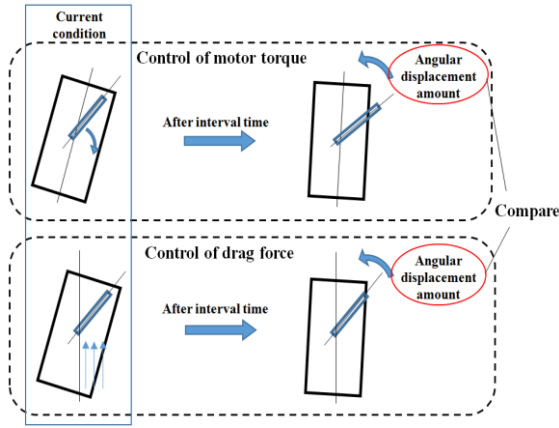 Current
condition
Control of motor torque
Angular
displacement
amount
After interval time
Compare
Control of drag force
Angular
displacement
amount
After interval time